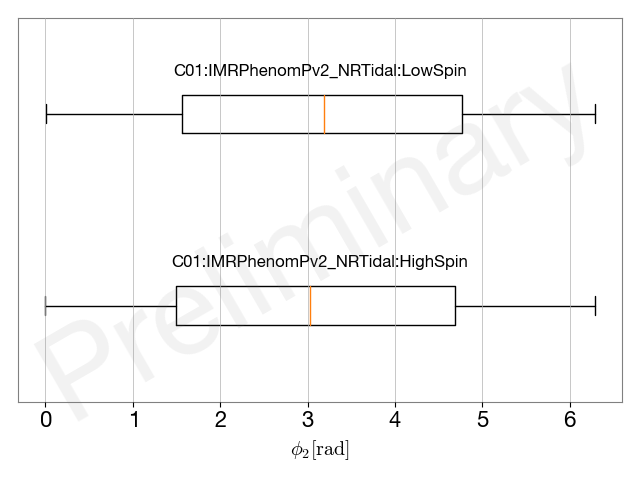 C01:IMRPhenomPv2_NRTidal:LowSpin
C01:IMRPhenomPv2_NRTidal:HighSpin
Preliminary
0 1 2 3 4 5 6
ϕ₂[rad]